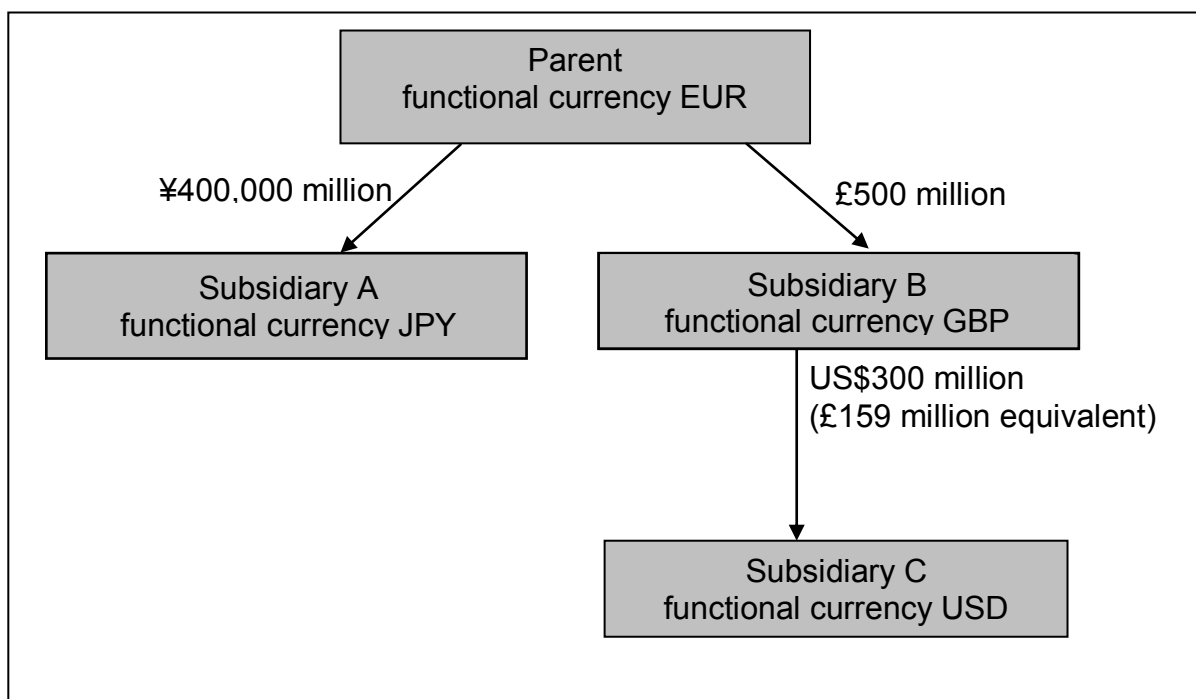 Parent
functional currency EUR
¥400,000 million
£500 million
Subsidiary A
functional currency JPY
Subsidiary B
functional currency GBP
US$300 million
(£159 million equivalent)
Subsidiary C
functional currency USD